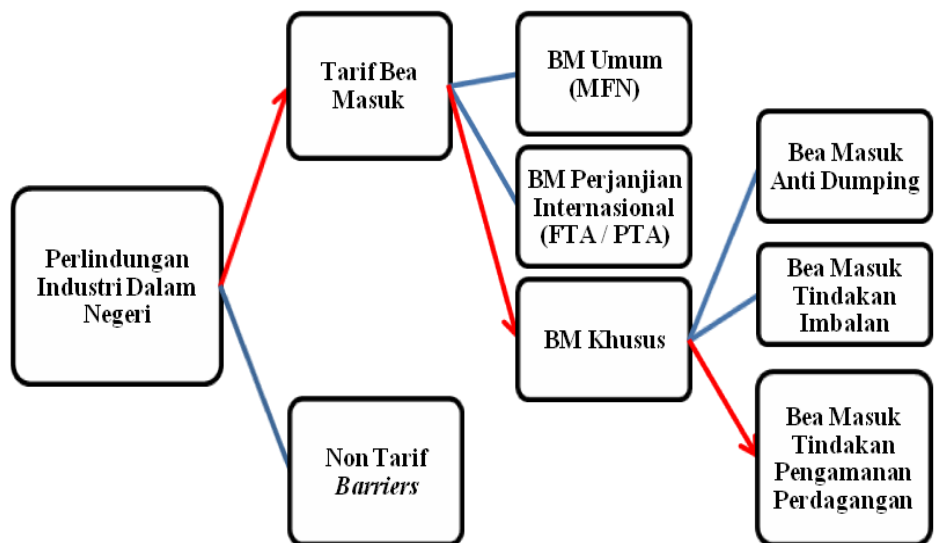 Perlindungan
Industri Dalam
Negeri
Tarif Bea
Masuk
Non Tarif
Barriers
BM Umum
(MFN)
BM Perjanjian
Internasional
(FTA / PTA)
BM Khusus
Bea Masuk
Anti Dumping
Bea Masuk
Tindakan
Imbalan
Bea Masuk
Tindakan
Pengamanan
Perdagangan